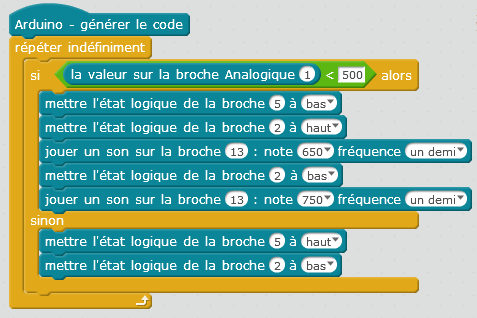 Arduino - générer le code
répéter indéfiniment
si la valeur sur la broche Analogique 1 < 500 alors
mettre l'état logique de la broche 5 à bas
mettre l'état logique de la broche 2 à haut
jouer un son sur la broche 13 : note 650 fréquence un demi
mettre l'état logique de la broche 2 à bas
jouer un son sur la broche 13 : note 750 fréquence un demi
sinon
mettre l'état logique de la broche 5 à haut
mettre l'état logique de la broche 2 à bas